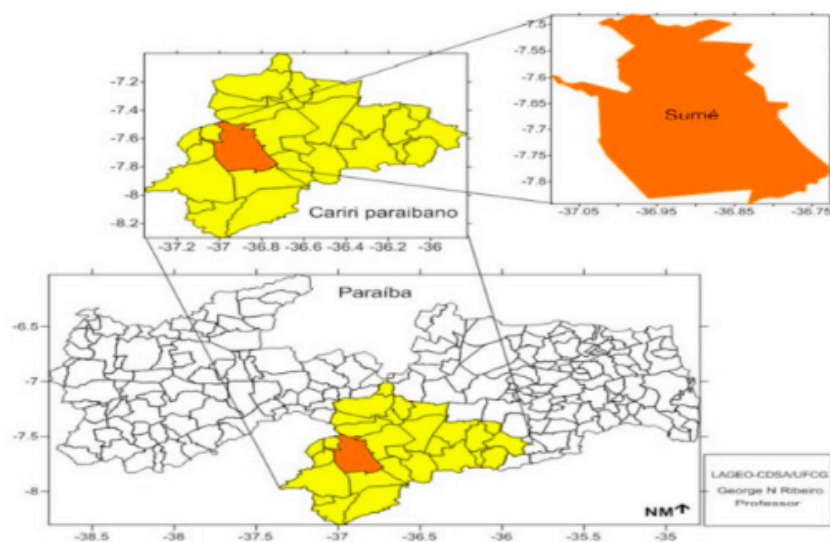 -7.2
-7.4
-7.6
-7.8
-8
-8.2
Cariri paraibano
-37.2 -37 -36.8 -36.6 -36.4 -36.2 -36
-7.5
-7.55
-7.6
-7.65
-7.7
-7.75
-7.8
Sumé
-37.05 -36.95 -36.85 -36.75
Paraíba
-6.5
-7
-7.5
-8
-38.5 -38 -37.5 -37 -36.5 -36 -35.5 -35
NM
LAGEO-CDSA/UFCG
George N Ribeiro
Professor